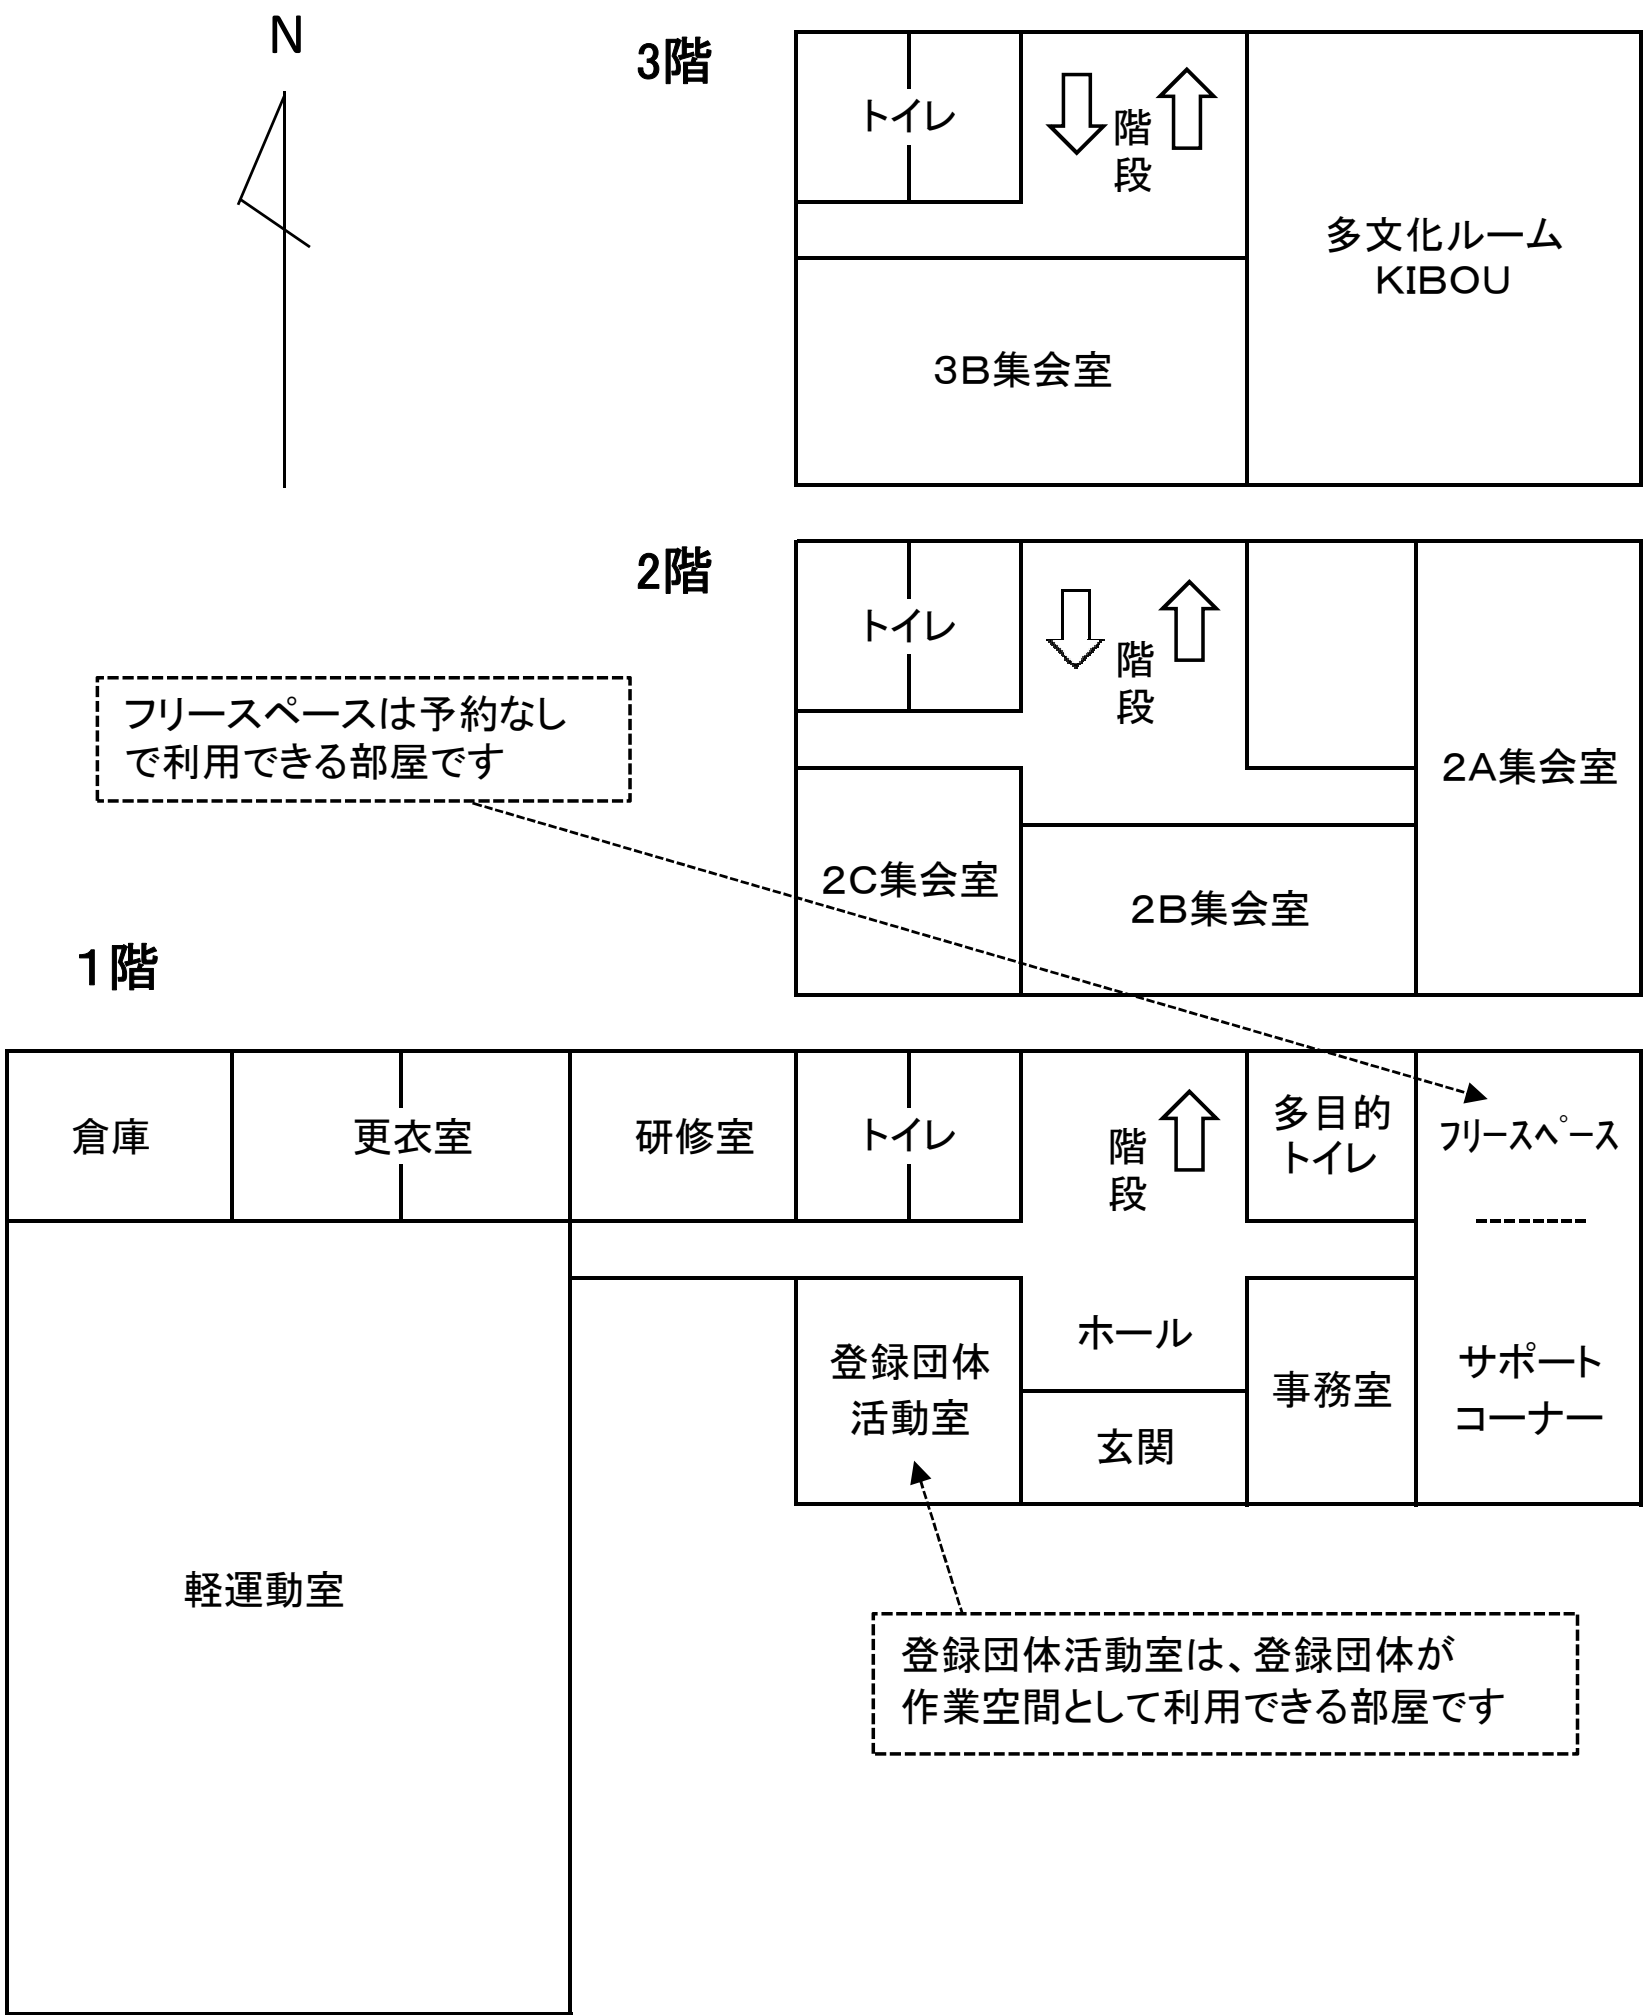 N
3階
トイレ
階
段
多文化ルーム
KIBOU
3B集会室
2階
トイレ
階
段
2A集会室
フリースペースは予約なし
で利用できる部屋です
2C集会室
2B集会室
1階
倉庫
更衣室
研修室
トイレ
階
段
多目的
トイレ
フリースペース
ホール
登録団体
活動室
玄関
事務室
サポート
コーナー
軽運動室
登録団体活動室は、登録団体が
作業空間として利用できる部屋です